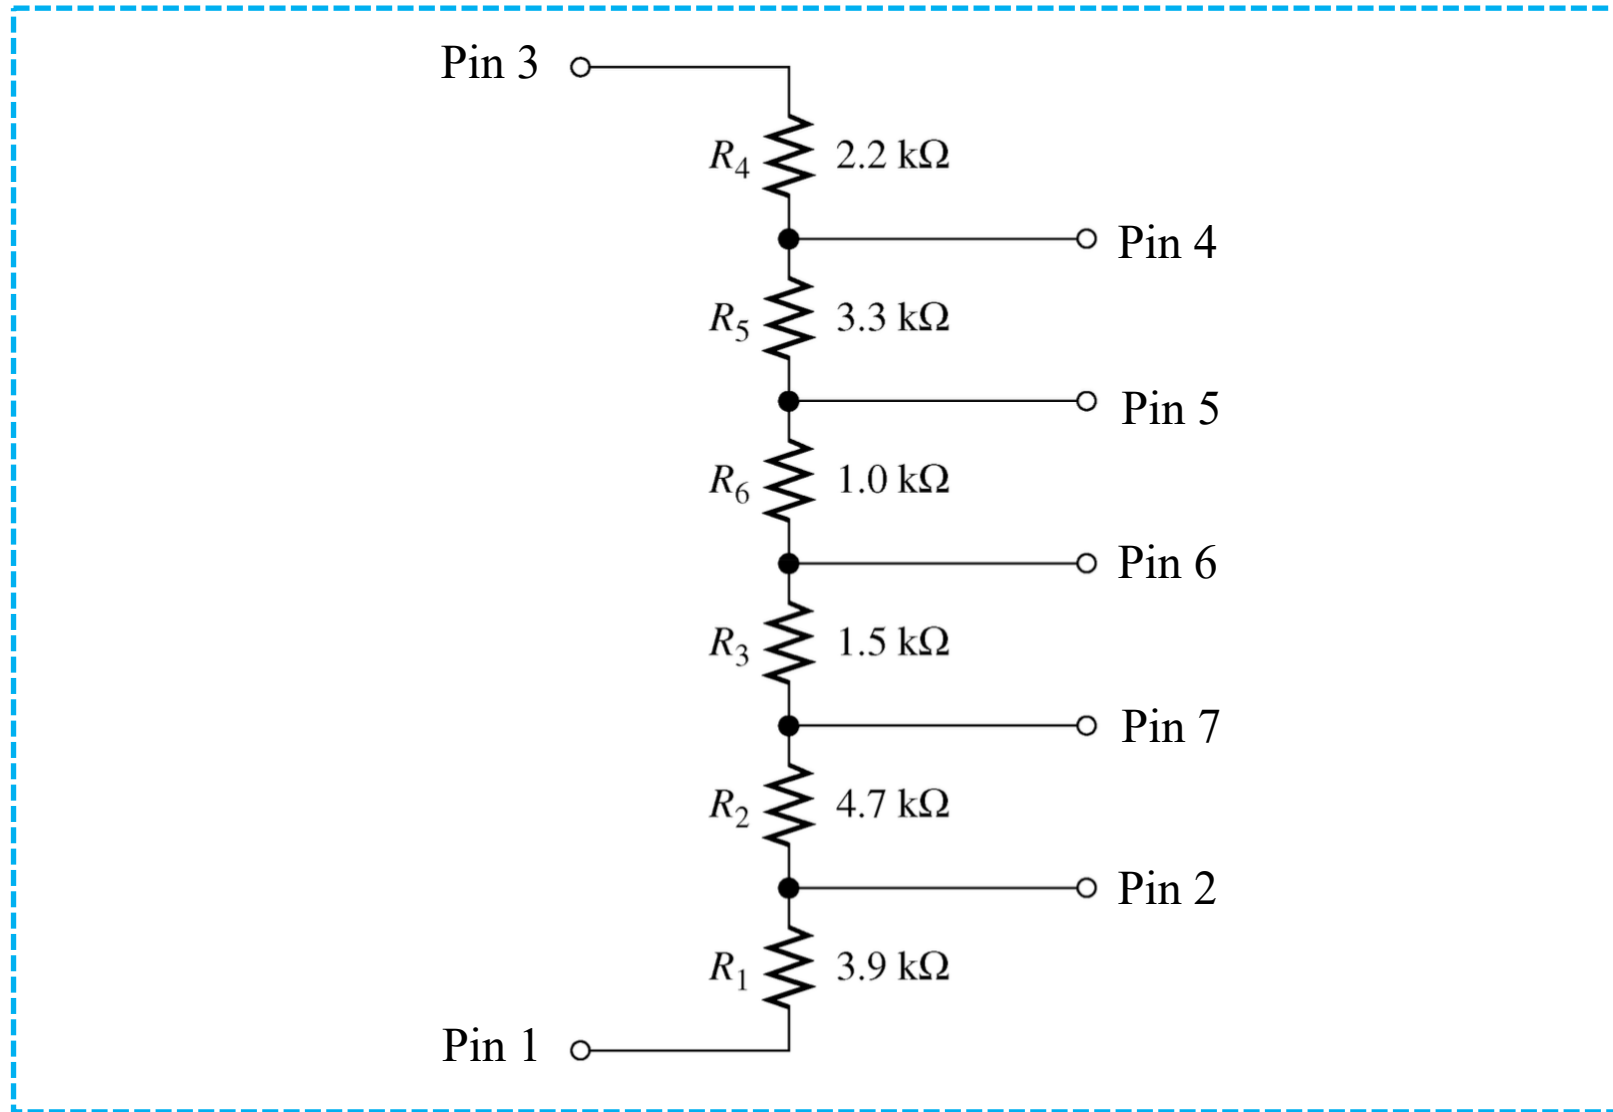 Pin 3
R4 2.2 kΩ
Pin 4
R5 3.3 kΩ
Pin 5
R6 1.0 kΩ
Pin 6
R3 1.5 kΩ
Pin 7
R2 4.7 kΩ
Pin 2
R1 3.9 kΩ
Pin 1